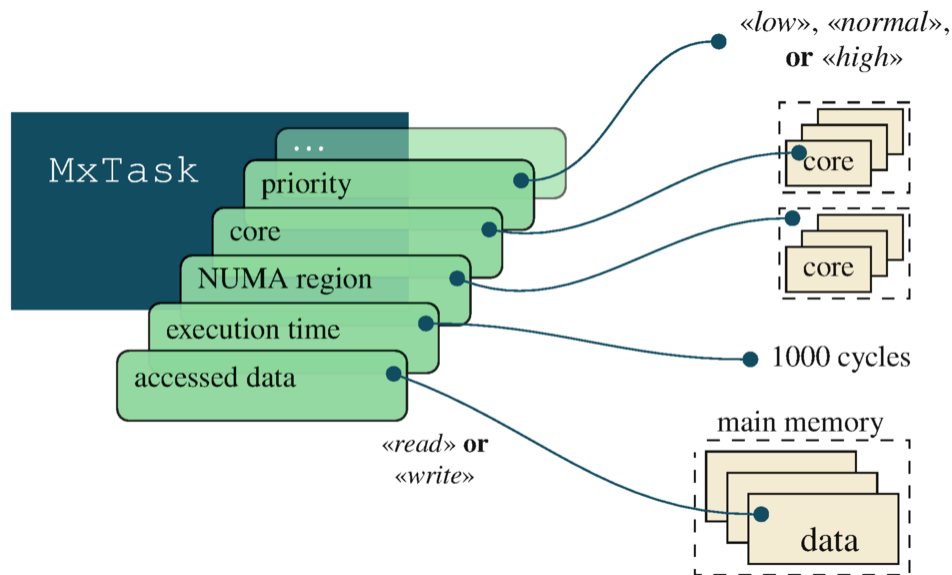 «low», «normal»,
or «high»
MxTask
...
priority
core
core
core
NUMA region
execution time
1000 cycles
accessed data
main memory
«read» or
«write»
data